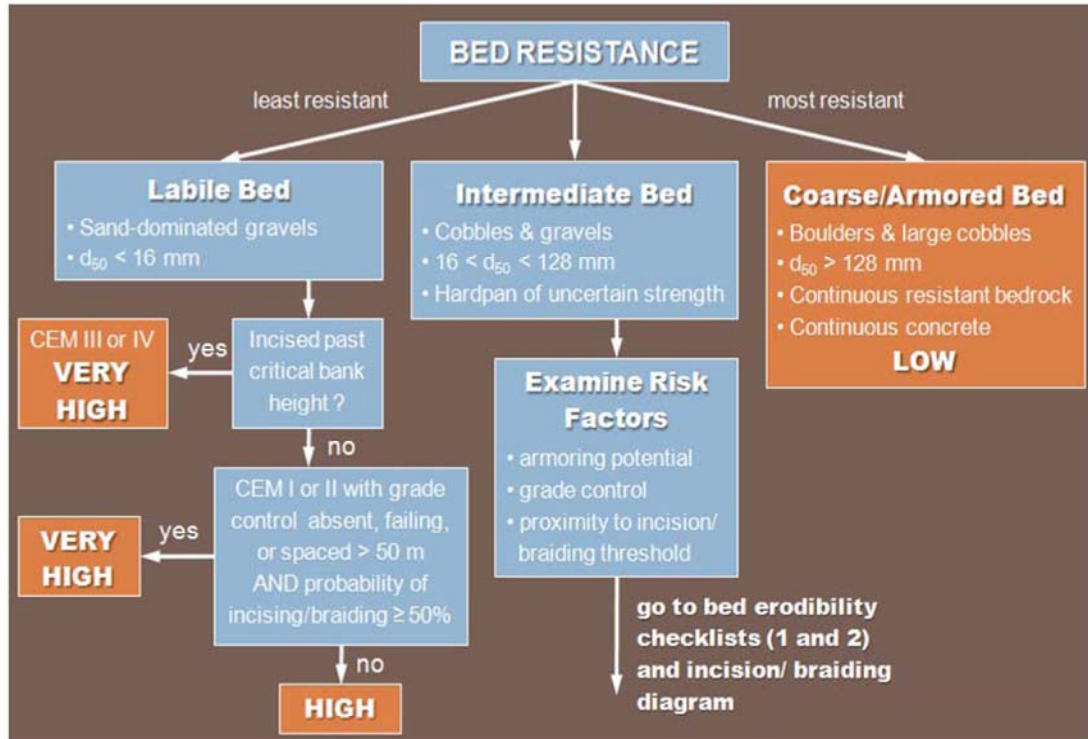 BED RESISTANCE
least resistant
most resistant
Labile Bed
• Sand-dominated gravels
• d50 < 16 mm
Intermediate Bed
• Cobbles & gravels
• 16 < d50 < 128 mm
• Hardpan of uncertain strength
Coarse/Armored Bed
• Boulders & large cobbles
• d50 > 128 mm
• Continuous resistant bedrock
• Continuous concrete
LOW
CEM III or IV
VERY
HIGH
yes
Incised past
critical bank
height ?
no
Examine Risk
Factors
• armoring potential
• grade control
• proximity to incision/
braiding threshold
VERY
HIGH
yes
CEM I or II with grade
control absent, failing,
or spaced > 50 m
AND probability of
incising/braiding ≥ 50%
no
HIGH
go to bed erodibility
checklists (1 and 2)
and incision/ braiding
diagram